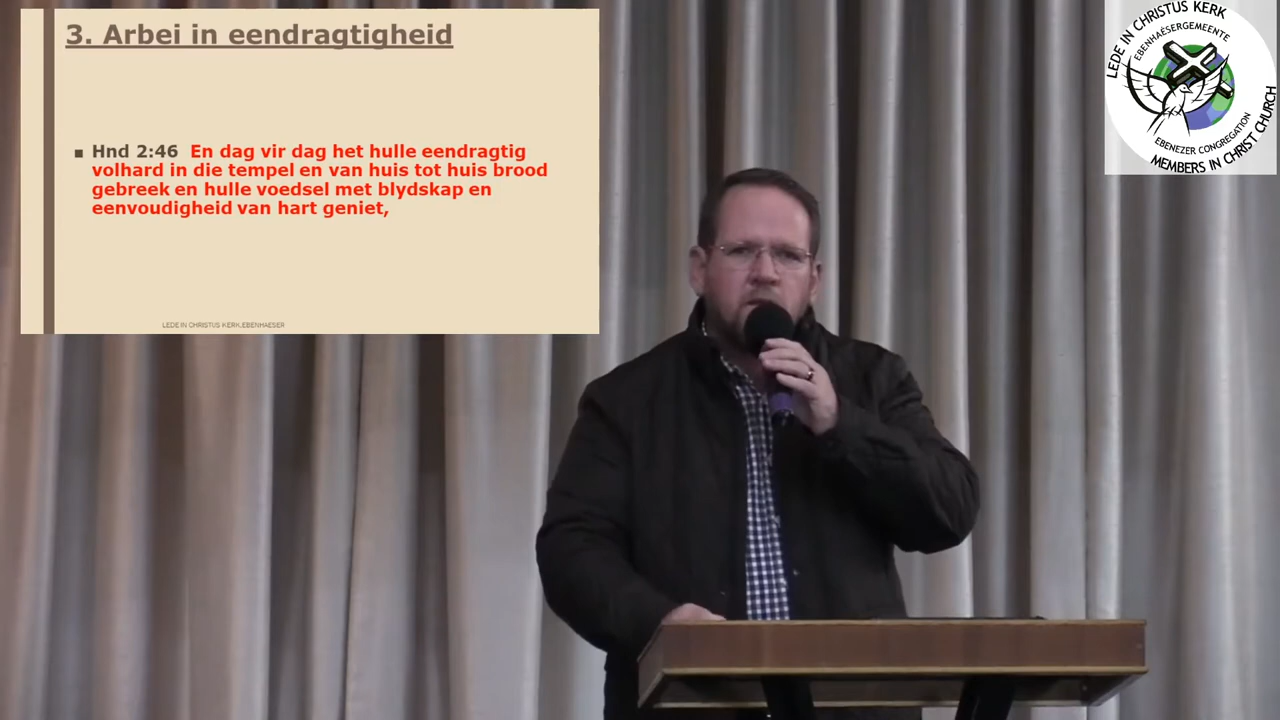 3. Arbei in eendragtigheid
▪ Hnd 2:46 En dag vir dag het hulle eendragtig
volhard in die tempel en van huis tot huis brood
gebreek en hulle voedsel met blydskap en
eenvoudigheid van hart geniet,
LEDE IN CHRISTUS KERK,EBENHAESER
LEDE IN CHRISTUS KERK
EBENHAESERGEMEENTE
EBENEZER CONGREGATION
MEMBERS IN CHRIST CHURCH